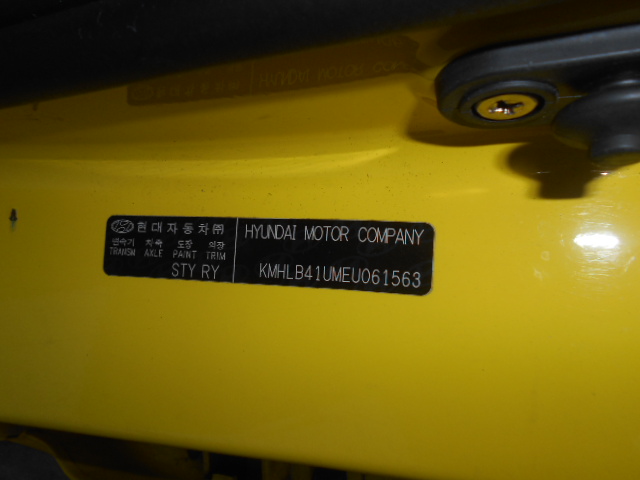 현대자동차㈜
변속기 차축 도장 의장
TRANSM AXLE PAINT TRIM
STY RY
HYUNDAI MOTOR COMPANY
KMHLB41UMEU061563